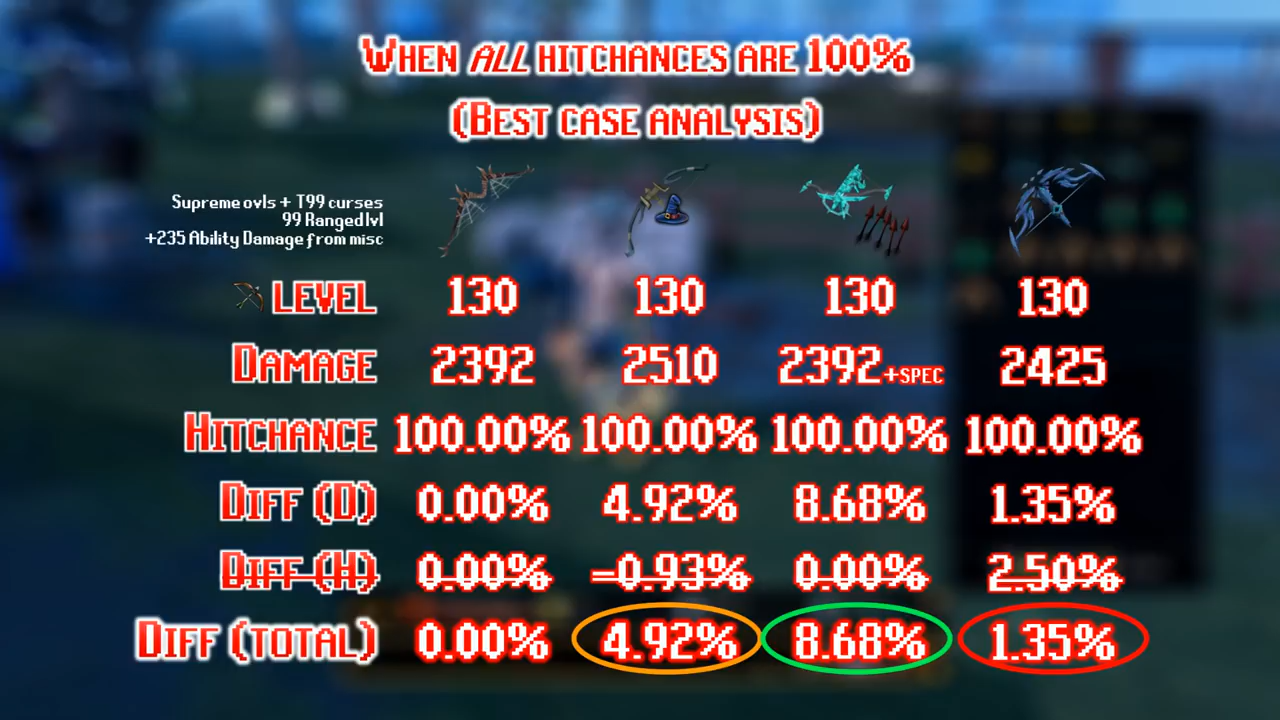 WHEN ALL HITCHANCES ARE 100%
(BEST CASE ANALYSIS)
Supreme ovls + T99 curses
99 Ranged lvl
+235 Ability Damage from misc
LEVEL 130 130 130 130
DAMAGE 2392 2510 2392+SPEC 2425
HITCHANCE 100.00% 100.00% 100.00% 100.00%
DIFF (D) 0.00% 4.92% 8.68% 1.35%
DIFF (H) 0.00% -0.93% 0.00% 2.50%
DIFF (TOTAL) 0.00% 4.92% 8.68% 1.35%